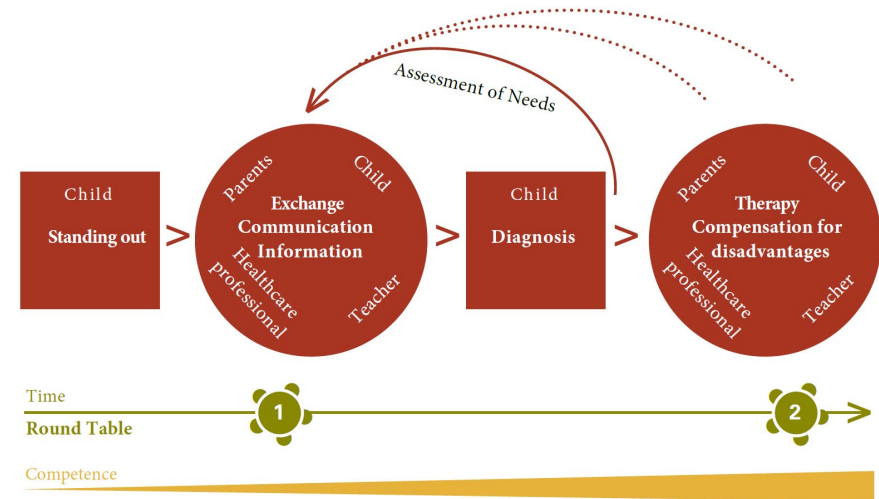 Assessment of Needs
Child
Standing out
>
Parents
Child
Exchange
Communication
Information
Healthcare
professional
Teacher
>
Child
Diagnosis
>
Parents
Child
Therapy
Compensation for
disadvantages
Healthcare
professional
Teacher
Time
1
2
Round Table
Competence